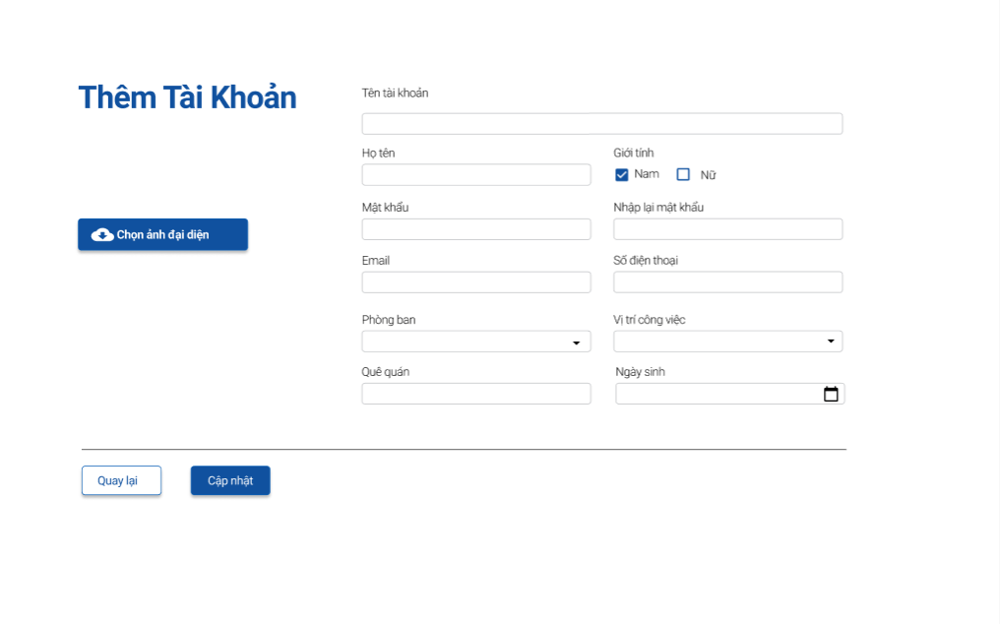 Thêm Tài Khoản
Chọn ảnh đại diện
Tên tài khoản
Họ tên
Giới tính
Nam
Nữ
Mật khẩu
Nhập lại mật khẩu
Email
Số điện thoại
Phòng ban
Vị trí công việc
Quê quán
Ngày sinh
Quay lại
Cập nhật